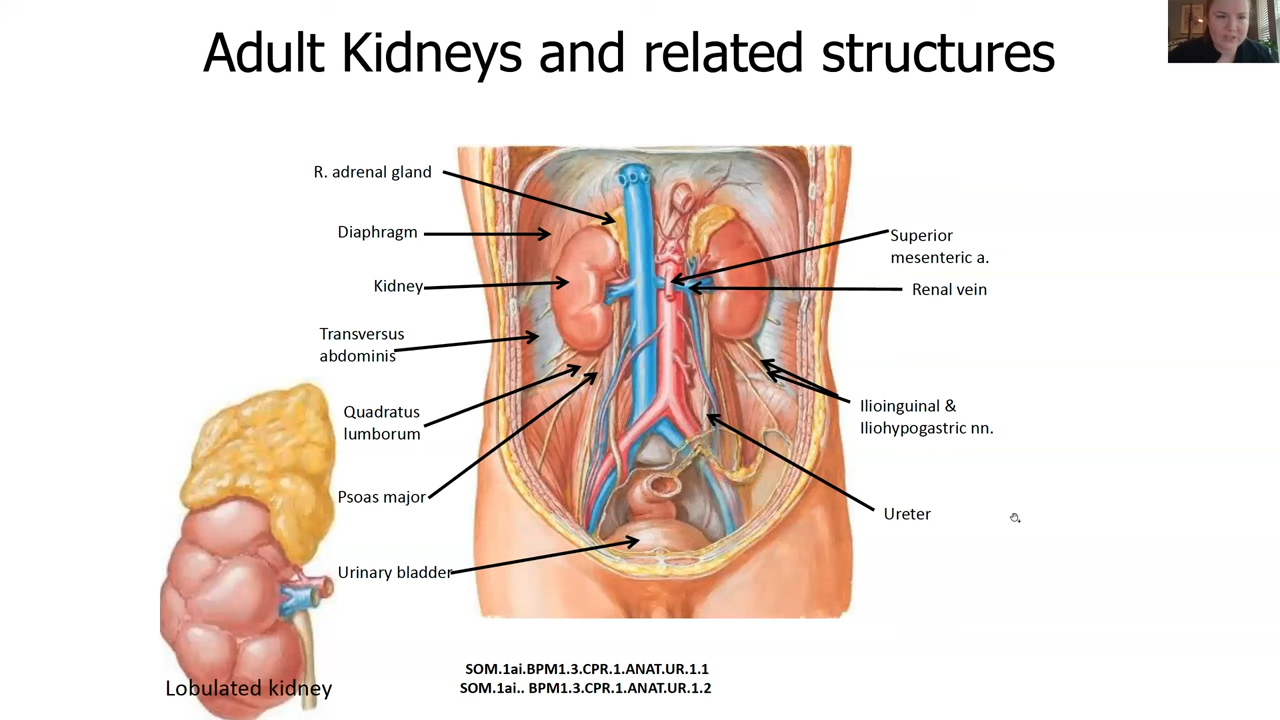 Adult Kidneys and related structures
R. adrenal gland
Diaphragm
Kidney
Transversus
abdominis
Quadratus
lumborum
Psoas major
Urinary bladder
Superior
mesenteric a.
Renal vein
Ilioinguinal &
Iliohypogastric nn.
Ureter
Lobulated kidney
SOM.1ai.BPM1.3.CPR.1.ANAT.UR.1.1
SOM.1ai.. BPM1.3.CPR.1.ANAT.UR.1.2